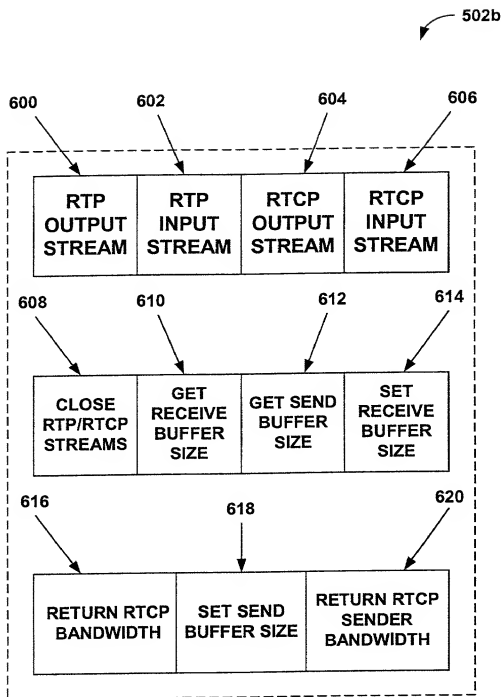 502b
600
602
604
606
RTP
OUTPUT
STREAM
RTP
INPUT
STREAM
RTCP
OUTPUT
STREAM
RTCP
INPUT
STREAM
608
610
612
614
CLOSE
RTP/RTCP
STREAMS
GET
RECEIVE
BUFFER
SIZE
GET SEND
BUFFER
SIZE
SET
RECEIVE
BUFFER
SIZE
616
618
620
RETURN RTCP
BANDWIDTH
SET SEND
BUFFER SIZE
RETURN RTCP
SENDER
BANDWIDTH